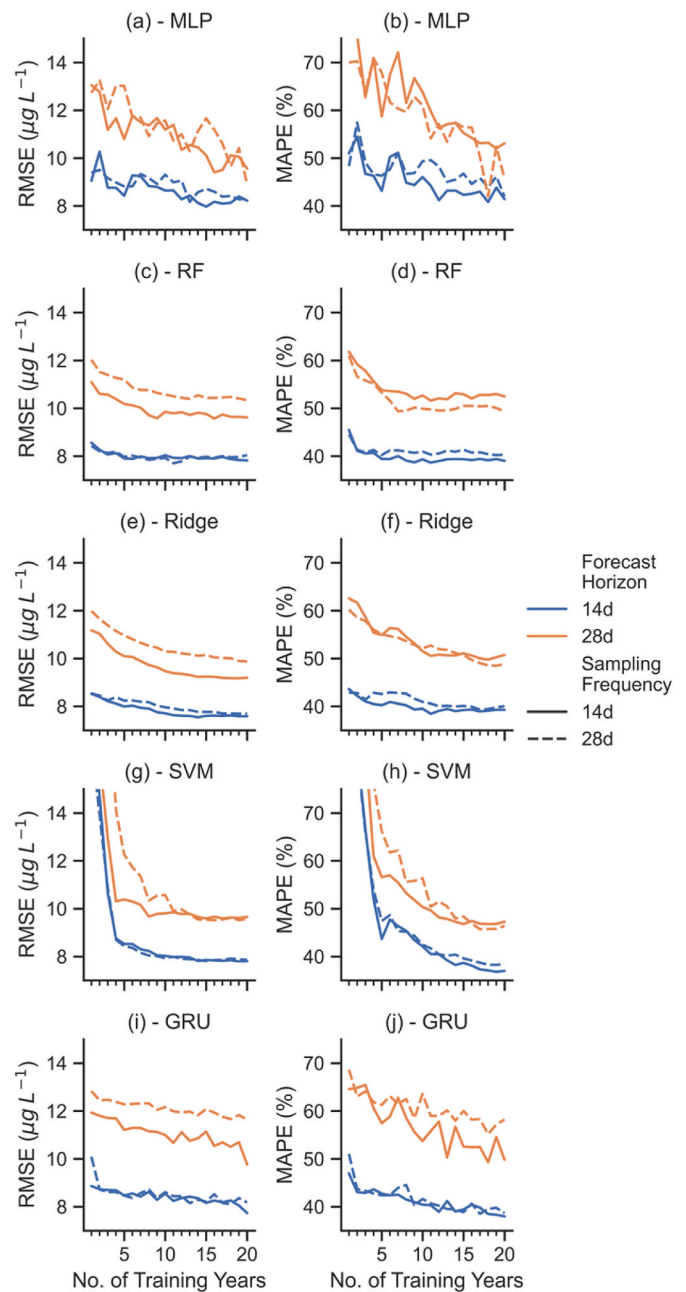 (a) - MLP
(b) - MLP
RMSE (μg L⁻¹)
14
12
10
8
MAPE (%)
70
60
50
40
(c) - RF
(d) - RF
RMSE (μg L⁻¹)
14
12
10
8
MAPE (%)
70
60
50
40
(e) - Ridge
(f) - Ridge
RMSE (μg L⁻¹)
14
12
10
8
MAPE (%)
70
60
50
40
Forecast
Horizon
14d
28d
Sampling
Frequency
14d
28d
(g) - SVM
(h) - SVM
RMSE (μg L⁻¹)
14
12
10
8
MAPE (%)
70
60
50
40
(i) - GRU
(j) - GRU
RMSE (μg L⁻¹)
14
12
10
8
MAPE (%)
70
60
50
40
5 10 15 20
5 10 15 20
No. of Training Years
No. of Training Years